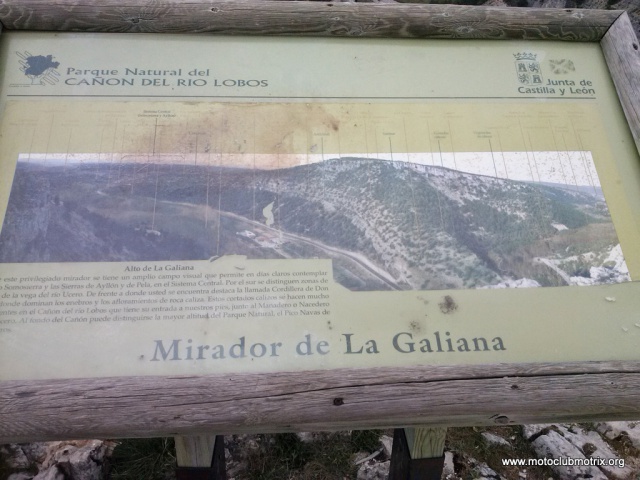 Parque Natural del
CAÑON DEL RIO LOBOS
Junta de
Castilla y León
Alto de La Galiana
este privilegiado mirador se tiene un amplio campo visual que permite en días claros contemplar
Somosierra y las Sierras de Ayllón y de Pela, en el Sistema Central. Por el sur se distinguen zonas de
de la vega del río Ucero. De frente a donde usted se encuentra destaca la llamada Cordillera de Don
donde dominan los enebros y los afloramientos de roca caliza. Estos cortados calizos se hacen mucho
en el Cañón del río Lobos que tiene su entrada a nuestros pies, junto al Manadero o Nacedero
Al fondo del Cañón puede distinguirse la mayor altitud del Parque Natural, el Pico Navas de
Mirador de La Galiana
www.motoclubmotrix.org